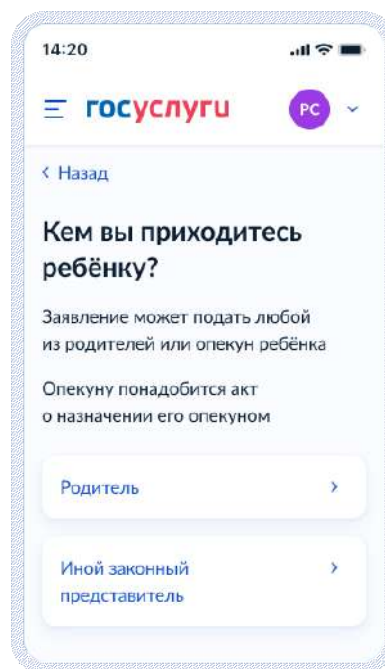 14:20
госуслуги
РС
Назад
Кем вы приходитесь
ребёнку?
Заявление может подать любой
из родителей или опекун ребёнка
Опекуну понадобится акт
о назначении его опекуном
Родитель
Иной законный
представитель